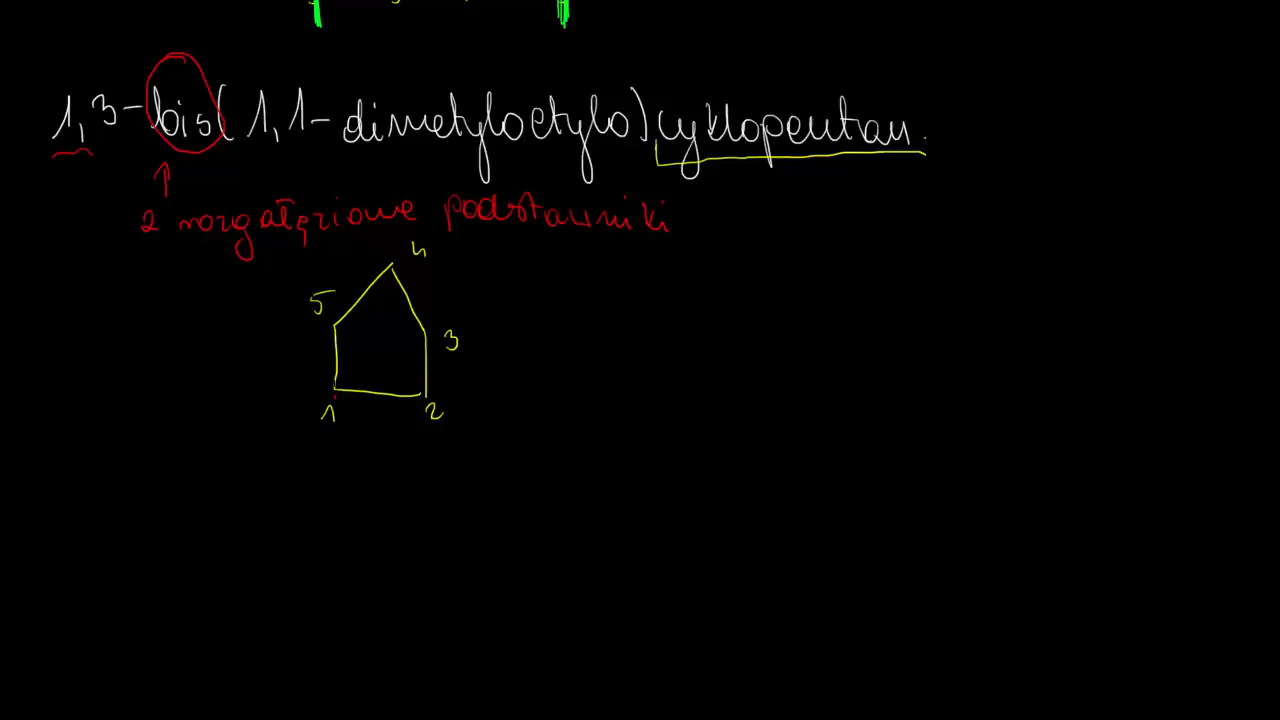 1,3-bis(1,1-dimetyloetylo)cyklopentan.
2 rozgałęzione podstawniki
4
5
3
1 2